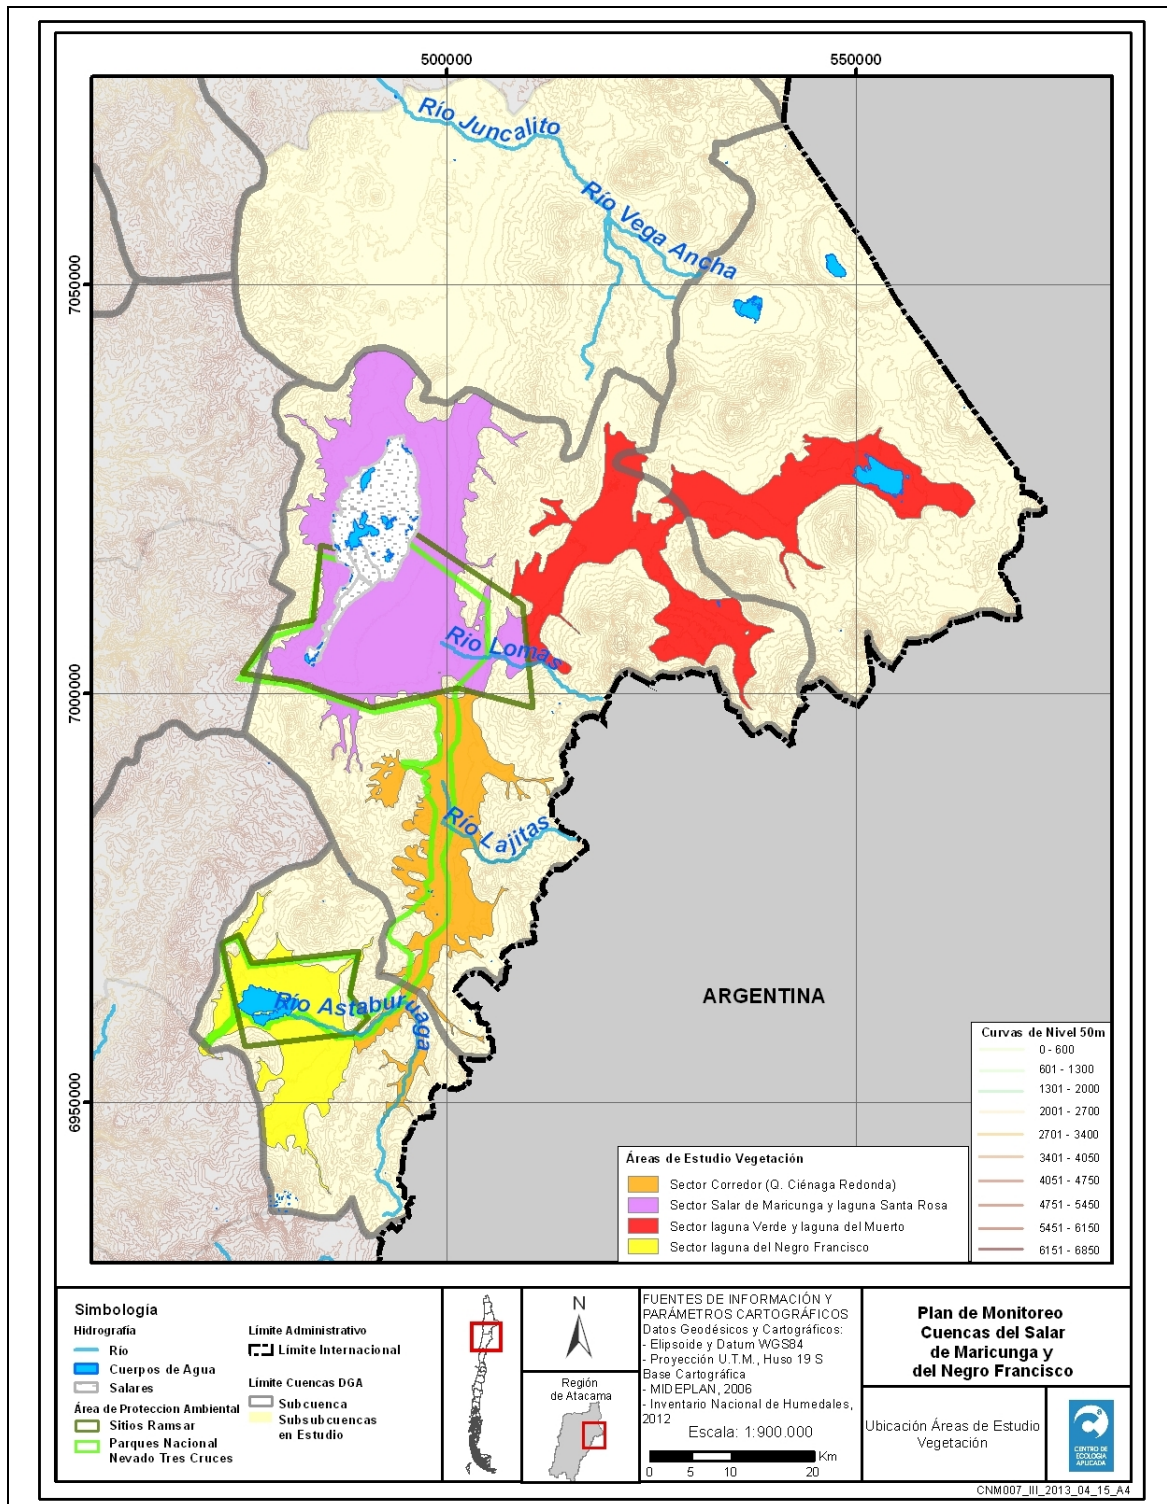 500000
550000
7050000
7000000
6950000
Río Juncalito
Río Vega Ancha
Río Lomas
Río Lajitas
Río Astaburuaga
ARGENTINA
Curvas de Nivel 50m
0 - 600
601 - 1300
1301 - 2000
2001 - 2700
2701 - 3400
3401 - 4050
4051 - 4750
4751 - 5450
5451 - 6150
6151 - 6850
Áreas de Estudio Vegetación
Sector Corredor (Q. Ciénaga Redonda)
Sector Salar de Maricunga y laguna Santa Rosa
Sector laguna Verde y laguna del Muerto
Sector laguna del Negro Francisco
Simbología
Hidrografía
Río
Cuerpos de Agua
Salares
Área de Proteccion Ambiental
Sitios Ramsar
Parques Nacional
Nevado Tres Cruces
Límite Administrativo
Límite Internacional
Límite Cuencas DGA
Subcuenca
Subsubcuencas
en Estudio
N
Región
de Atacama
FUENTES DE INFORMACIÓN Y
PARÁMETROS CARTOGRÁFICOS
Datos Geodésicos y Cartográficos:
- Elipsoide y Datum WGS84
- Proyección U.T.M., Huso 19 S
Base Cartográfica
- MIDEPLAN, 2006
- Inventario Nacional de Humedales,
2012
Escala: 1:900.000
Km
0 5 10 20
Plan de Monitoreo
Cuencas del Salar
de Maricunga y
del Negro Francisco
Ubicación Áreas de Estudio
Vegetación
CENTRO DE
ECOLOGÍA
APLICADA
CNM007_III_2013_04_15_A4